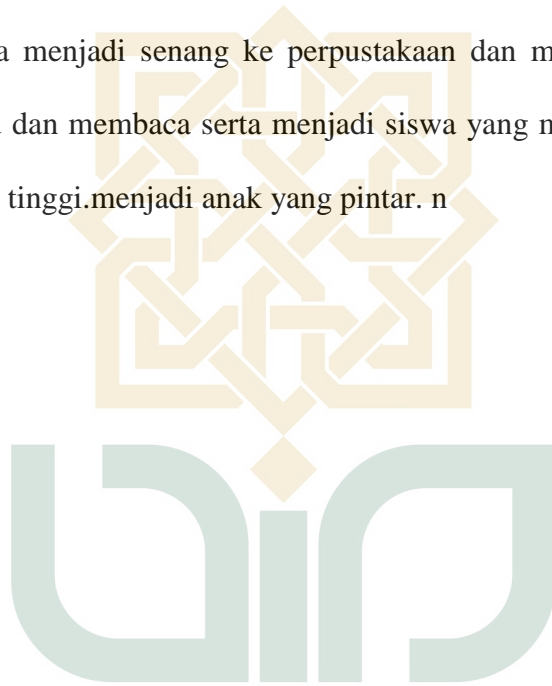 menjadi senang ke perpustakaan dan
dan membaca serta menjadi siswa yang
tinggi.menjadi anak yang pintar. n